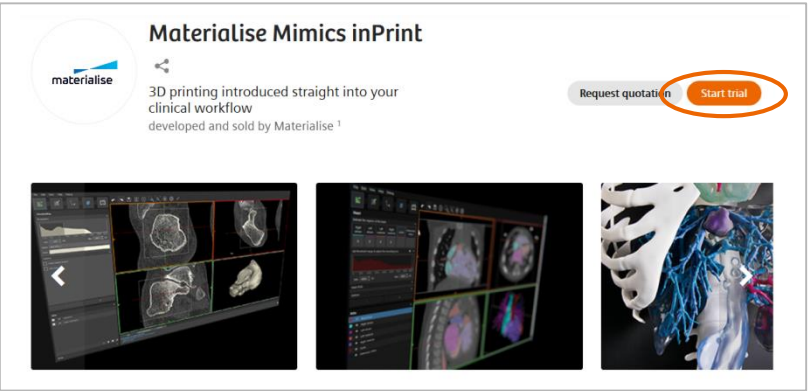 Materialise Mimics inPrint
materialise
3D printing introduced straight into your
clinical workflow
developed and sold by Materialise 1
Request quotation
Start trial